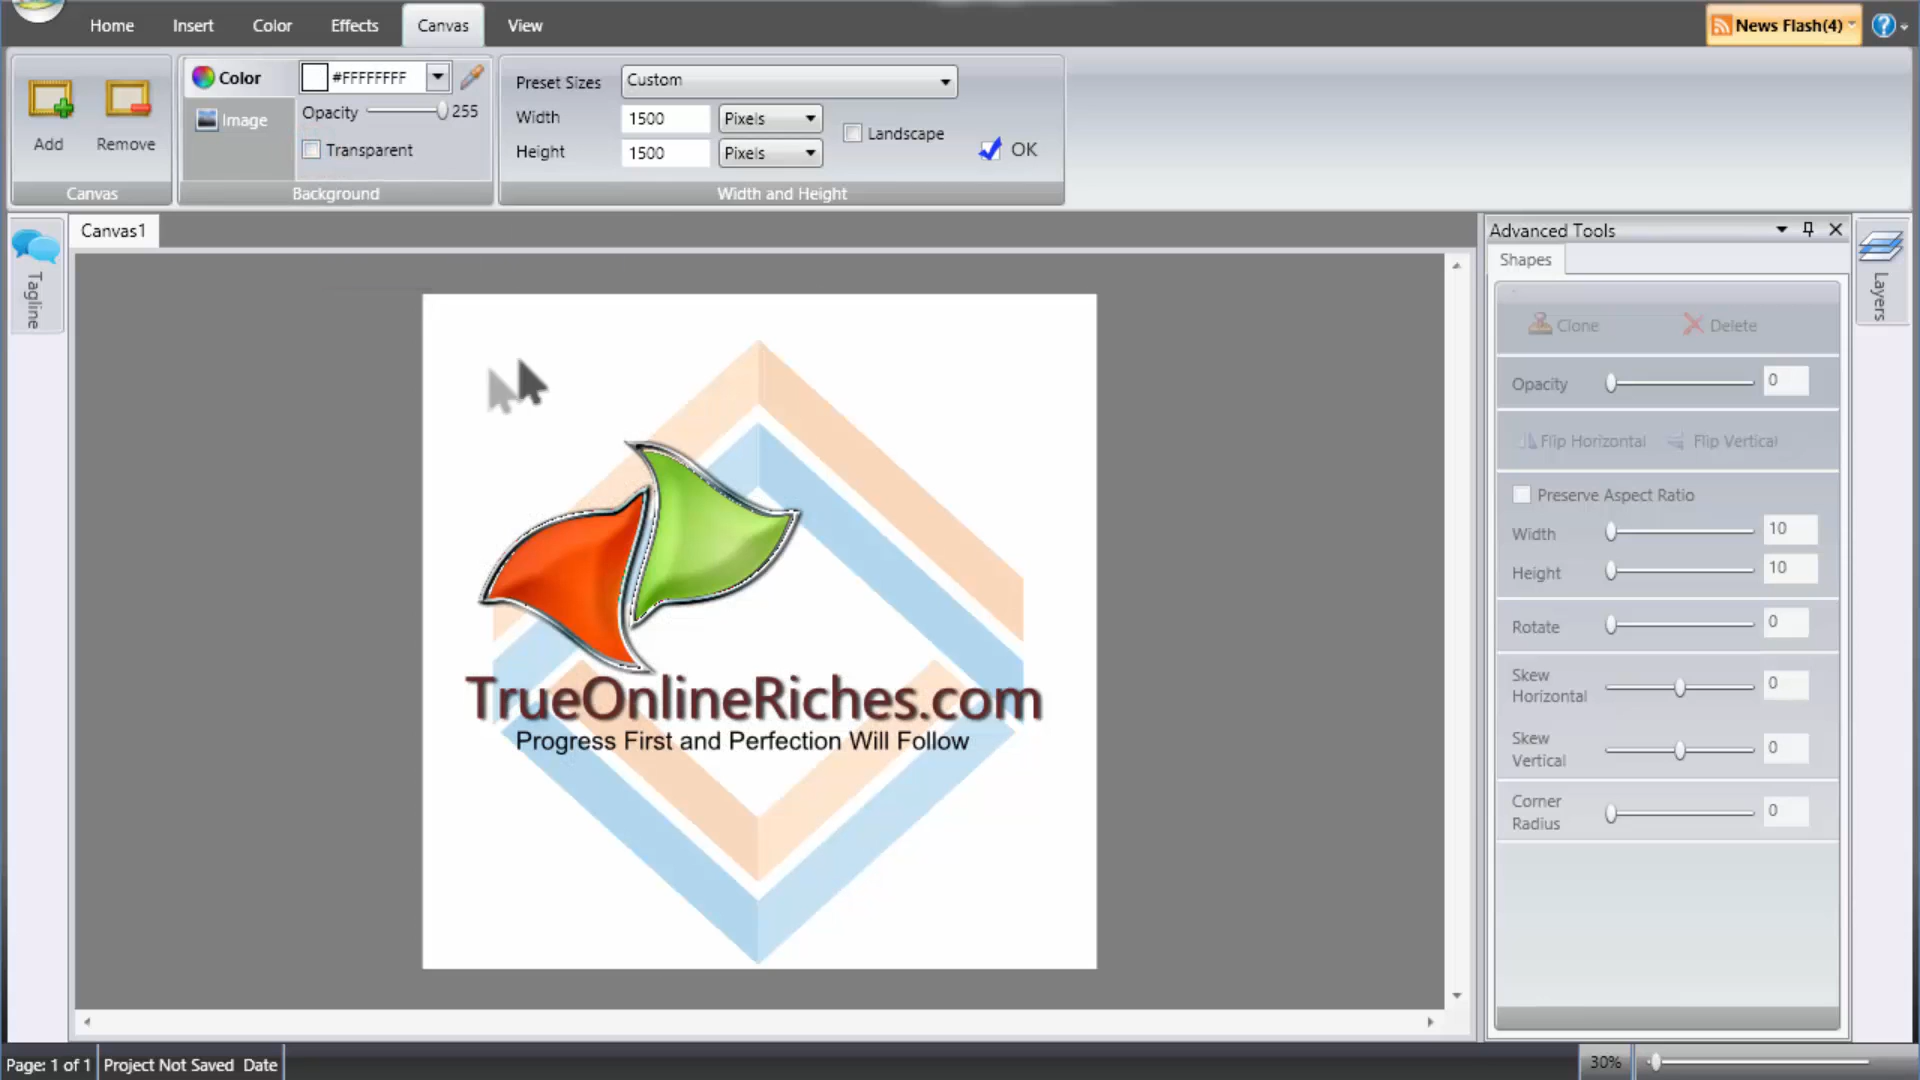 Home Insert Color Effects Canvas View News Flash(4)
Color #FFFFFFFF Preset Sizes Custom
Image Opacity 255 Width 1500 Pixels Landscape
Add Remove Transparent Height 1500 Pixels OK
Canvas Background Width and Height
Canvas1 Advanced Tools
Tagline
Shapes
Layers
Clone Delete
Opacity 0
Flip Horizontal Flip Vertical
Preserve Aspect Ratio
Width 10
Height 10
Rotate 0
Skew
Horizontal 0
Skew
Vertical 0
Corner
Radius 0
TrueOnlineRiches.com
Progress First and Perfection Will Follow
Page: 1 of 1 Project Not Saved Date 30%